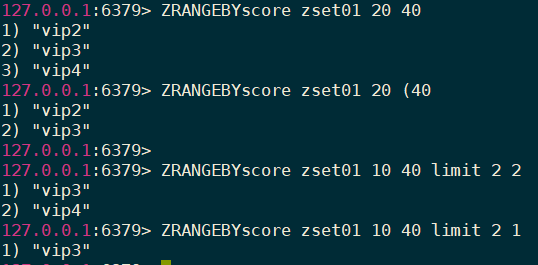 127.0.0.1:6379> ZRANGEBYscore zset01 20 40
1) "vip2"
2) "vip3"
3) "vip4"
127.0.0.1:6379> ZRANGEBYscore zset01 20 (40
1) "vip2"
2) "vip3"
127.0.0.1:6379>
127.0.0.1:6379> ZRANGEBYscore zset01 10 40 limit 2 2
1) "vip3"
2) "vip4"
127.0.0.1:6379> ZRANGEBYscore zset01 10 40 limit 2 1
1) "vip3"